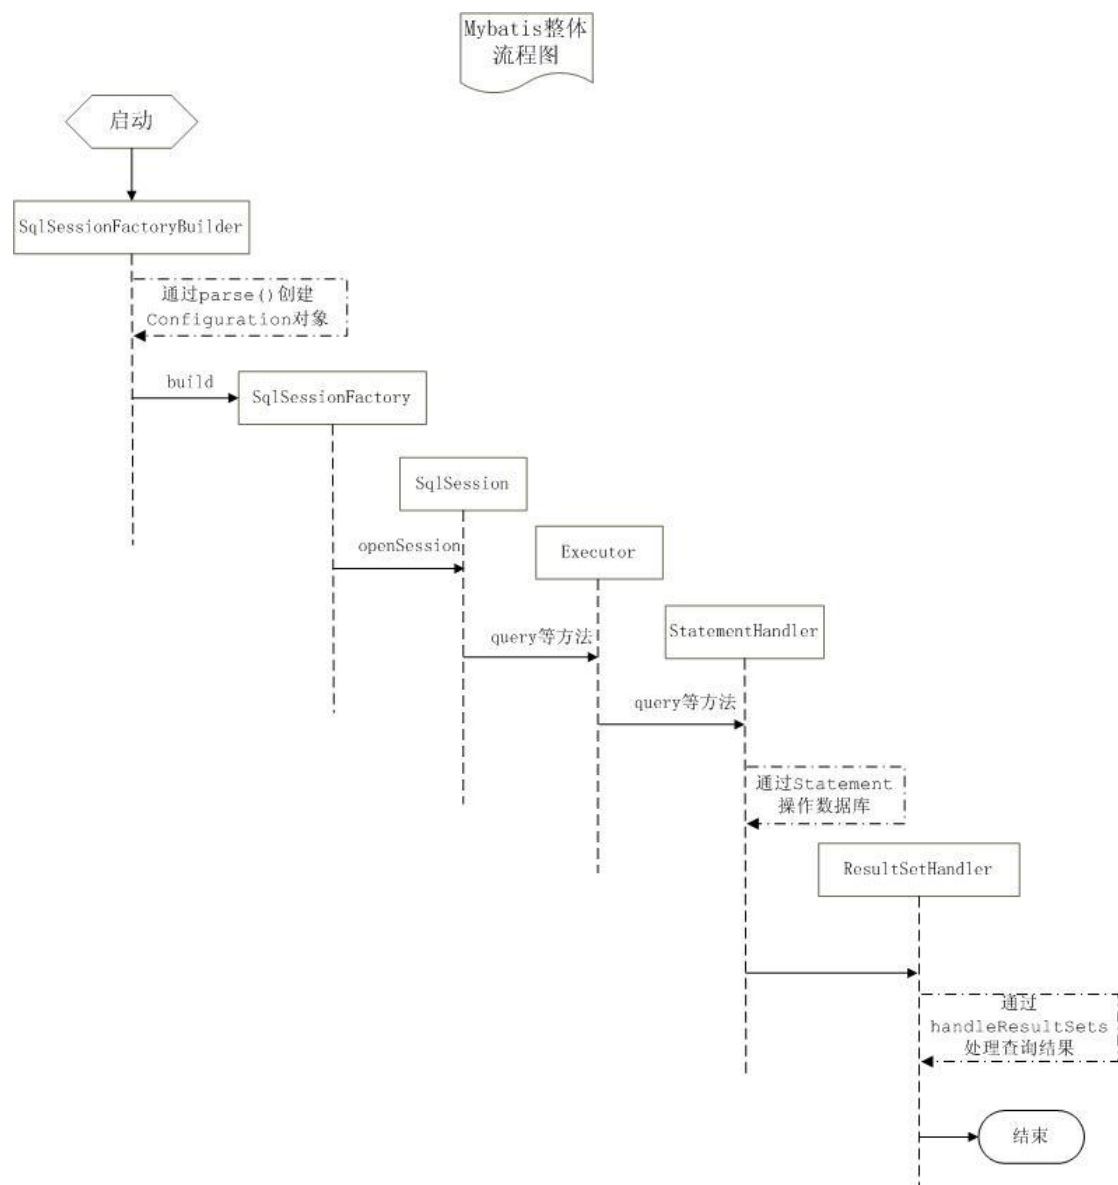 Mybatis整体
流程图
启动
SqlSessionFactoryBuilder
通过parse()创建
Configuration对象
build
SqlSessionFactory
SqlSession
openSession
Executor
query等方法
StatementHandler
query等方法
通过Statement
操作数据库
ResultSetHandler
通过
handleResultSets
处理查询结果
结束